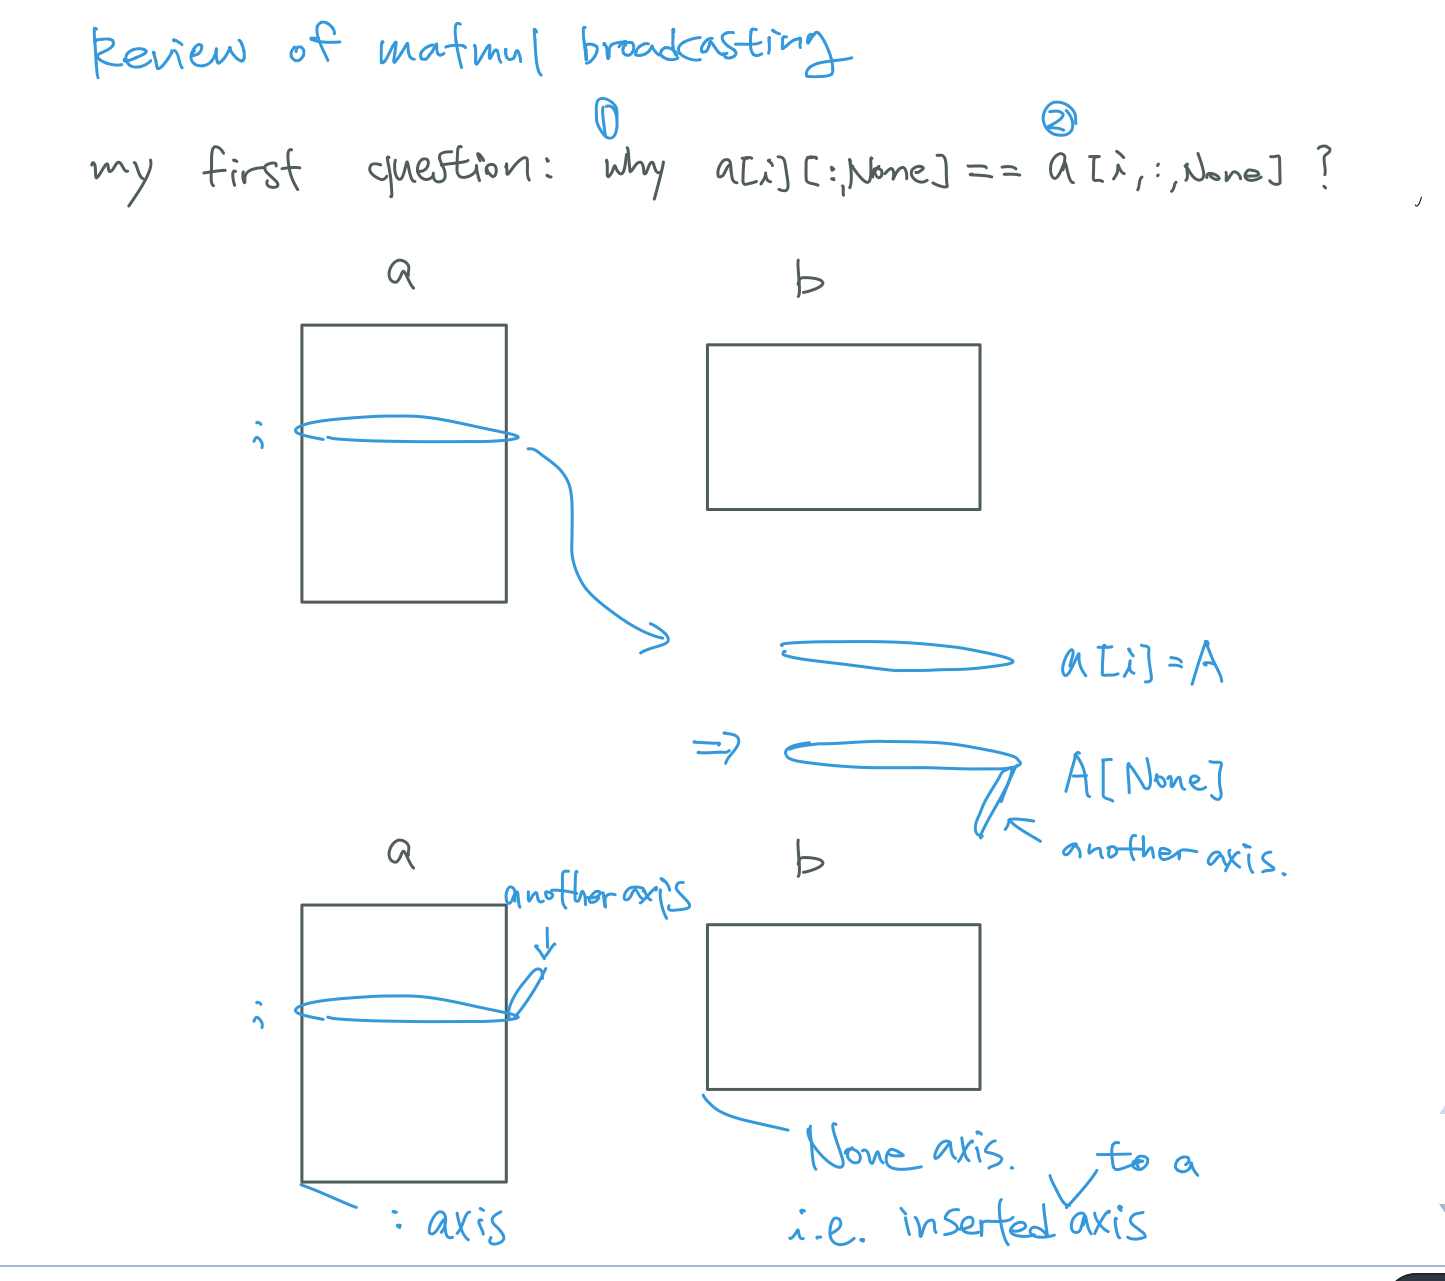 Review of matmul broadcasting
① ②
my first question: why a[i][:,None] == a[i,:,None] ?
a b
i
a[i] = A
⇒ A[None]
another axis.
a b
another axis
i
None axis.
: axis
i.e. inserted axis
to a